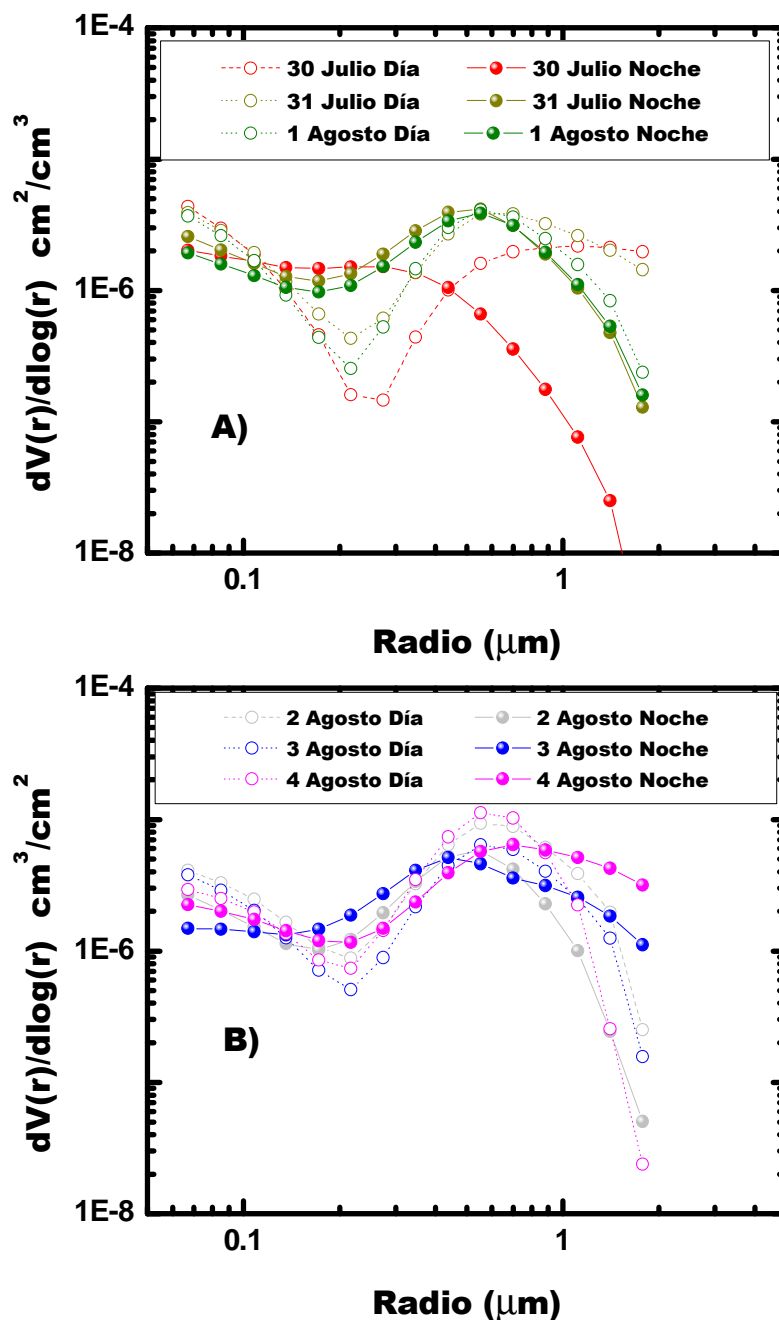 1E-4
30 Julio Día
30 Julio Noche
31 Julio Día
31 Julio Noche
1 Agosto Día
1 Agosto Noche
dV(r)/dlog(r) cm²/cm³
1E-6
A)
1E-8
0.1
1
Radio (μm)
1E-4
2 Agosto Día
2 Agosto Noche
3 Agosto Día
3 Agosto Noche
4 Agosto Día
4 Agosto Noche
dV(r)/dlog(r) cm³/cm²
1E-6
B)
1E-8
0.1
1
Radio (μm)